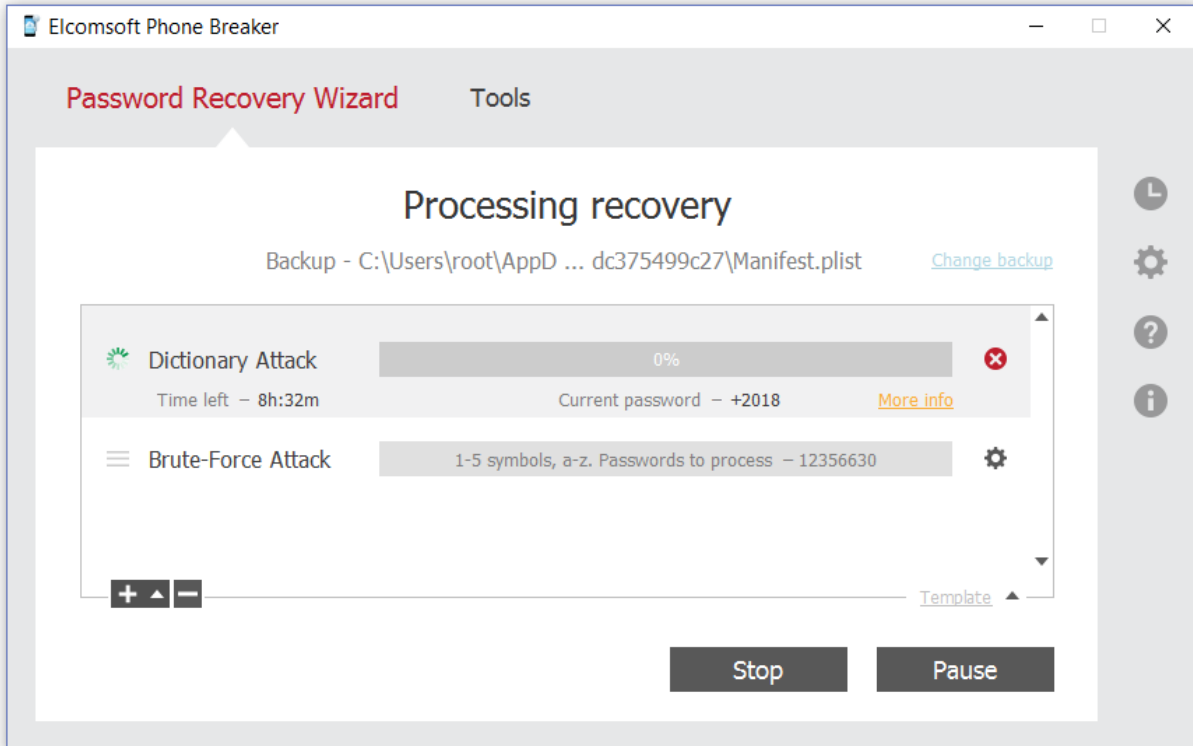 Elcomsoft Phone Breaker
Password Recovery Wizard Tools
Processing recovery
Backup - C:\Users\root\AppD ... dc375499c27\Manifest.plist Change backup
Dictionary Attack 0%
Time left – 8h:32m Current password – +2018 More info
Brute-Force Attack 1-5 symbols, a-z. Passwords to process – 12356630
Template
Stop Pause